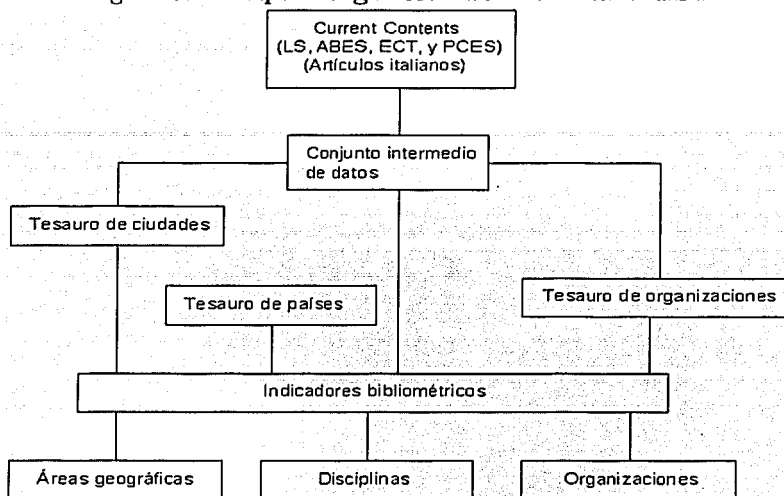 Current Contents
(LS, ABES, ECT, y PCES)
(Artículos italianos)
Conjunto intermedio
de datos
Tesauro de ciudades
Tesauro de países
Tesauro de organizaciones
Indicadores bibliométricos
Áreas geográficas
Disciplinas
Organizaciones